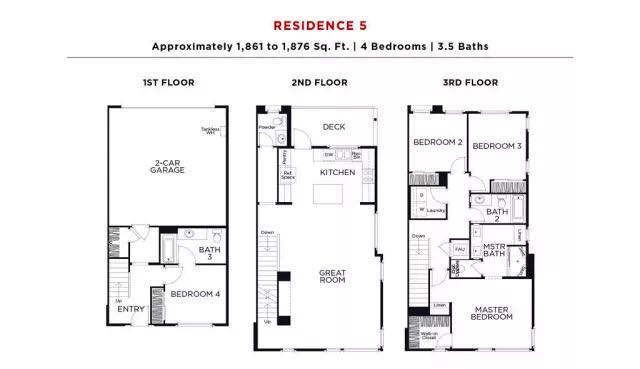 RESIDENCE 5
Approximately 1,861 to 1,876 Sq. Ft. | 4 Bedrooms | 3.5 Baths
1ST FLOOR
2ND FLOOR
3RD FLOOR
Tankless
WH
2-CAR
GARAGE
BATH
3
BEDROOM 4
Up
ENTRY
Powder
DECK
Pantry
DW
Ref.
Space
KITCHEN
Down
GREAT
ROOM
Up
BEDROOM 2
BEDROOM 3
D
W
Laundry
BATH
2
Down
FAU
MSTR
BATH
Linen
Linen
MASTER
BEDROOM
Walk-in
Closet